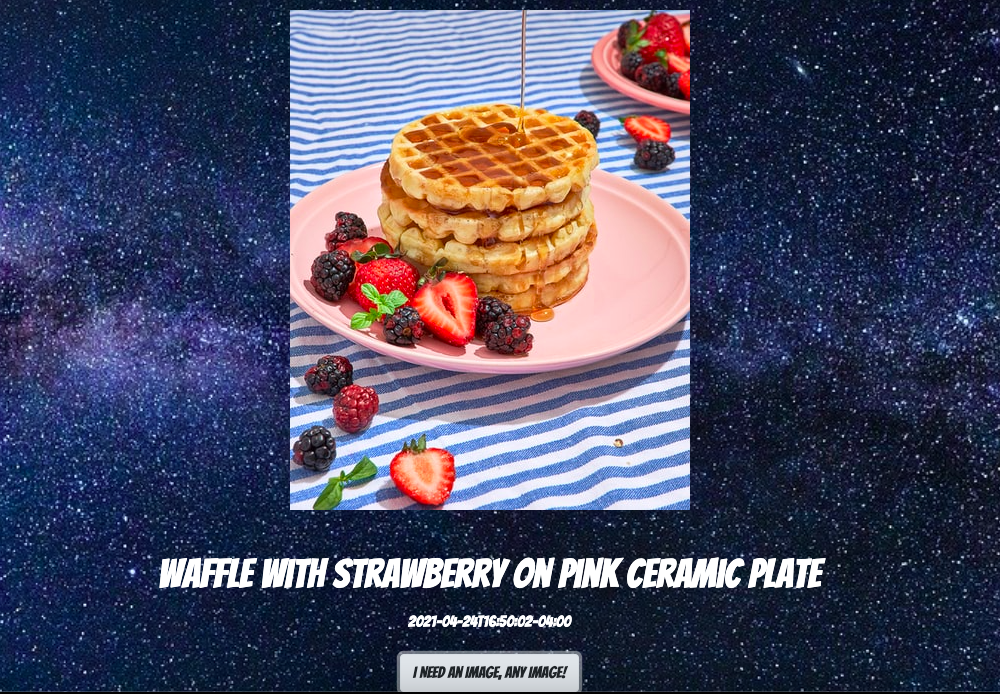 WAFFLE WITH STRAWBERRY ON PINK CERAMIC PLATE
2021-04-24T16:50:02-04:00
I NEED AN IMAGE, ANY IMAGE!